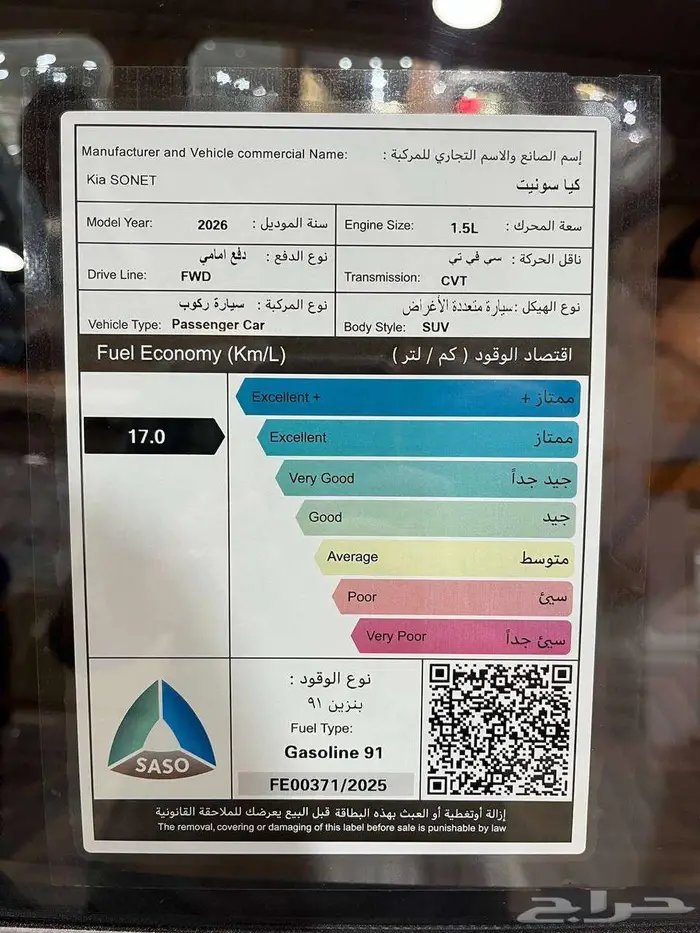 Manufacturer and Vehicle commercial Name: إسم الصانع والاسم التجاري للمركبة :
Kia SONET كيا سونيت
Model Year: 2026 سنة الموديل :
Engine Size: 1.5L سعة المحرك :
نوع الدفع : دفع امامي
Drive Line: FWD
ناقل الحركة : سي في تي
Transmission: CVT
نوع المركبة : سيارة ركوب
Vehicle Type: Passenger Car
نوع الهيكل : سيارة متعددة الأغراض
Body Style: SUV
Fuel Economy (Km/L) اقتصاد الوقود ( كم / لتر )
Excellent + ممتاز +
17.0
Excellent ممتاز
Very Good جيد جداً
Good جيد
Average متوسط
Poor سيئ
Very Poor سيئ جداً
SASO
نوع الوقود :
بنزين ٩١
Fuel Type:
Gasoline 91
FE00371/2025
إزالة أوتغطية أو العبث بهذه البطاقة قبل البيع يعرضك للملاحقة القانونية
The removal, covering or damaging of this label before sale is punishable by law
حراج